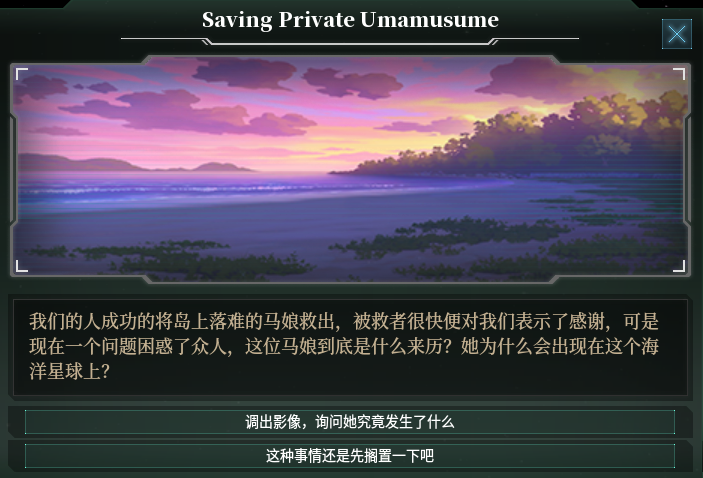 Saving Private Umamusume
我们的人成功的将岛上落难的马娘救出，被救者很快便对我们表示了感谢，可是
现在一个问题困惑了众人，这位马娘到底是什么来历？她为什么会出现在这个海
洋星球上？
调出影像，询问她究竟发生了什么
这种事情还是先搁置一下吧